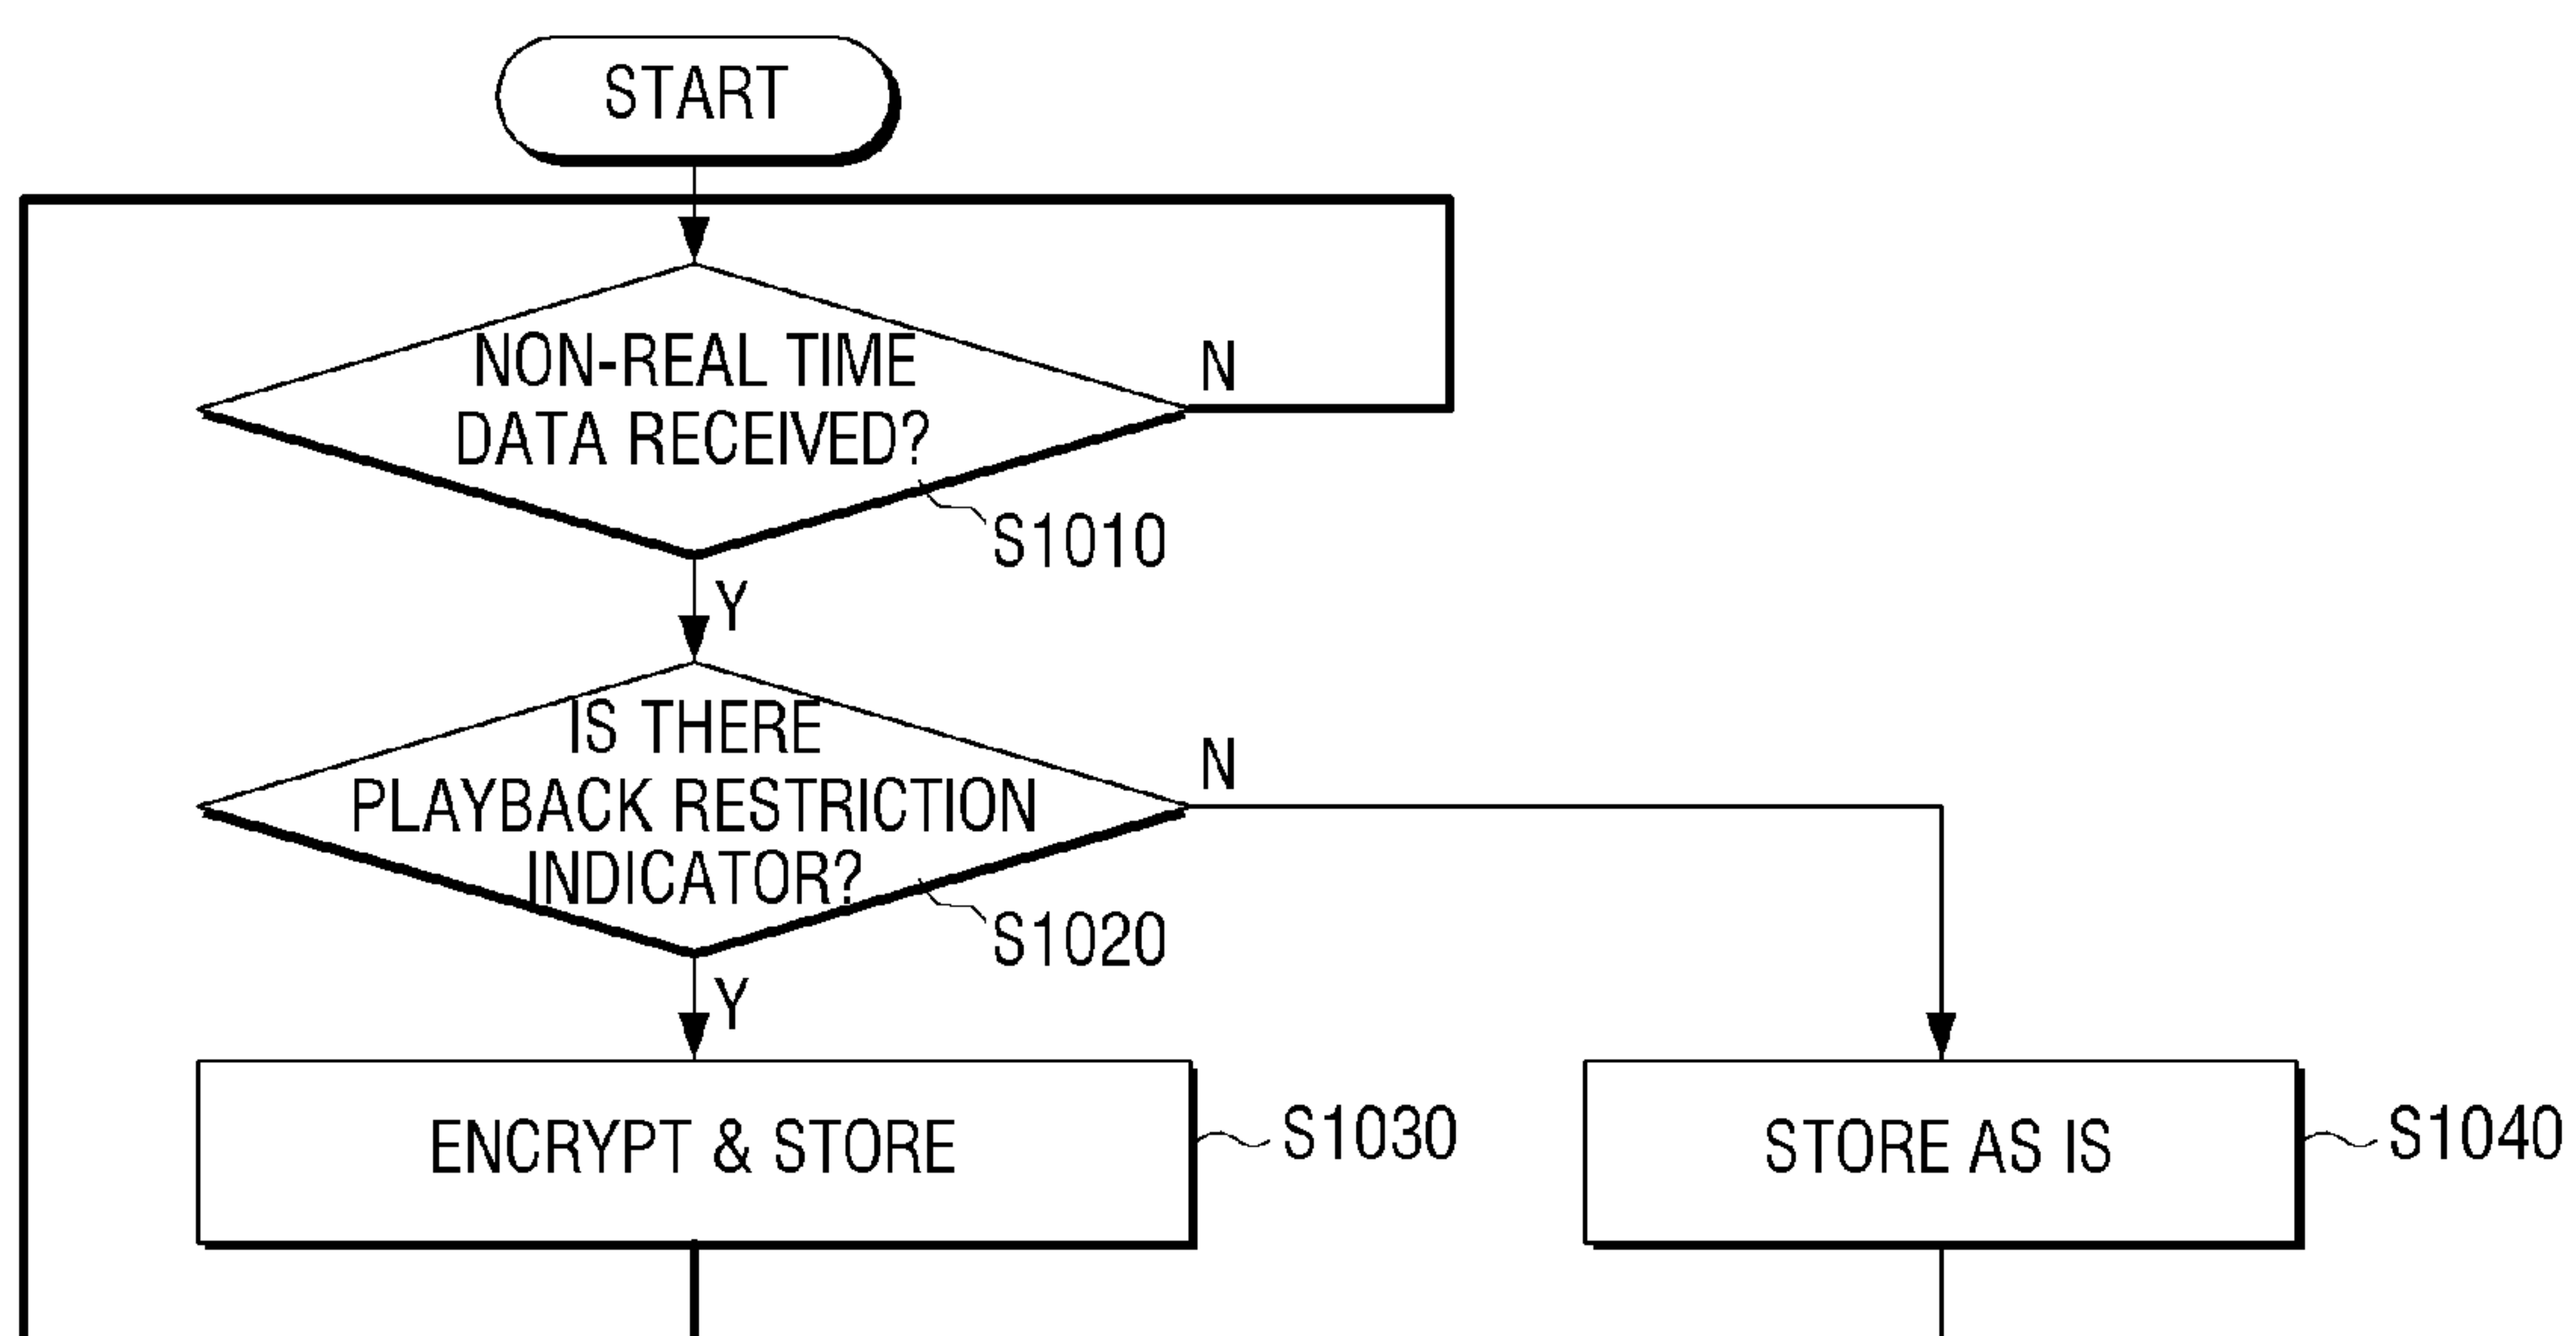 START
NON-REAL TIME
DATA RECEIVED?
N
S1010
Y
IS THERE
PLAYBACK RESTRICTION
INDICATOR?
N
S1020
Y
ENCRYPT & STORE
S1030
STORE AS IS
S1040